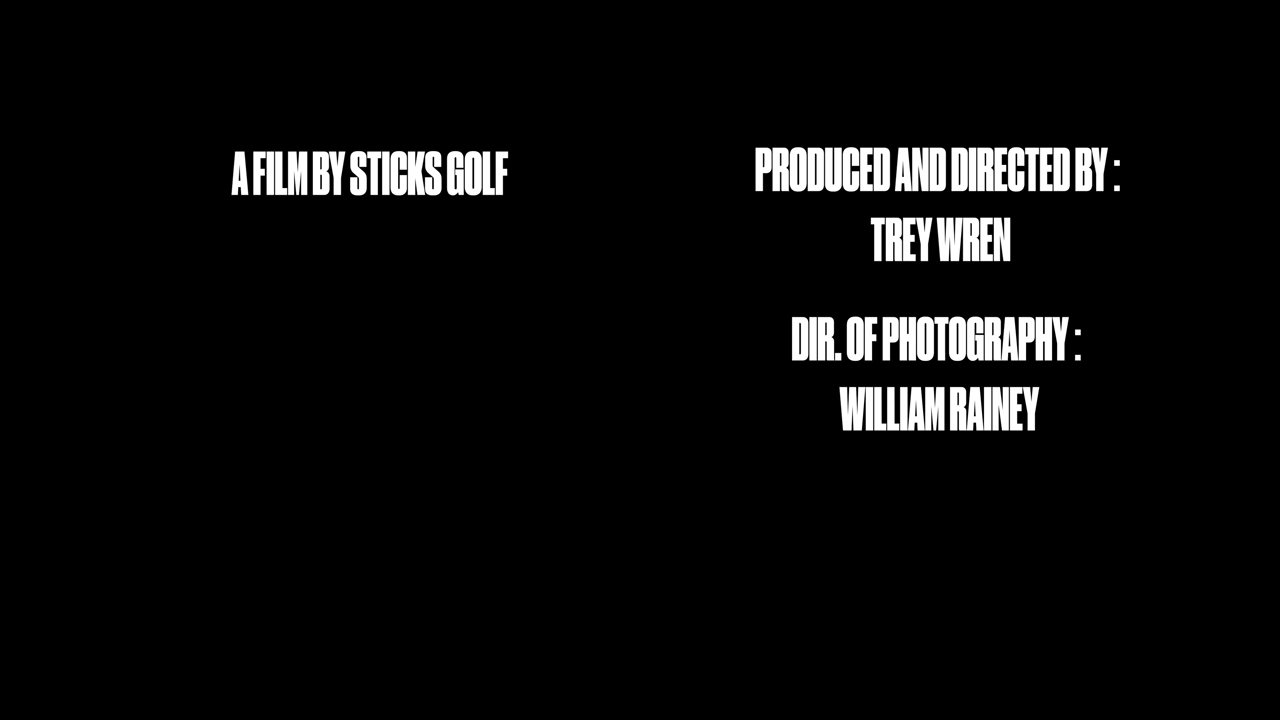 A FILM BY STICKS GOLF
PRODUCED AND DIRECTED BY :
TREY WREN
DIR. OF PHOTOGRAPHY :
WILLIAM RAINEY